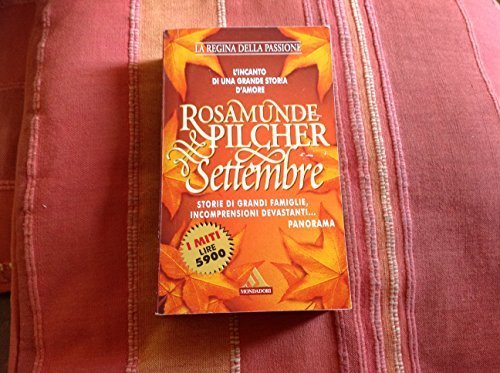 LA REGINA DELLA PASSIONE
L'INCANTO
DI UNA GRANDE STORIA
D'AMORE
ROSAMUNDE
PILCHER
Settembre
STORIE DI GRANDI FAMIGLIE,
INCOMPRENSIONI DEVASTANTI...
PANORAMA
I MITI
LIRE
5900
MONDADORI